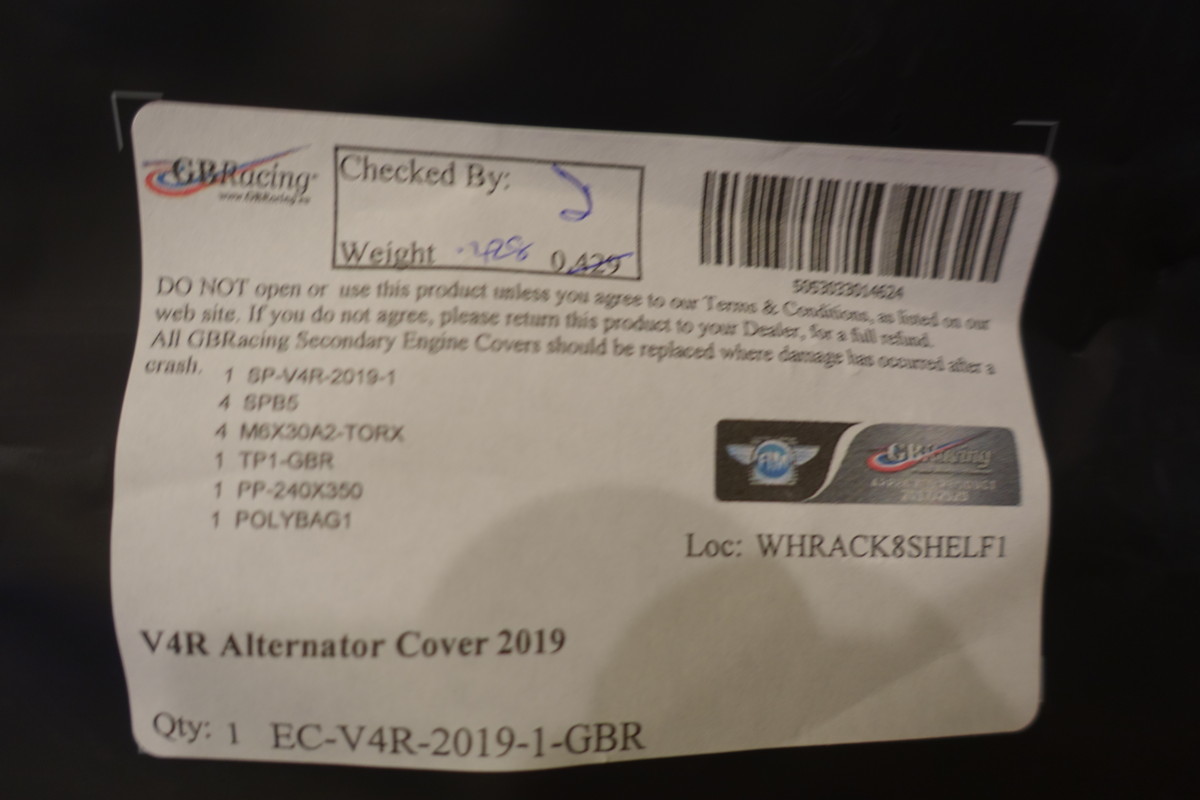 GBRacing
www.GBRacing.eu
Checked By:
Weight .428 0.429
5053033014624
DO NOT open or use this product unless you agree to our Terms & Conditions, as listed on our
web site. If you do not agree, please return this product to your Dealer, for a full refund.
All GBRacing Secondary Engine Covers should be replaced where damage has occurred after a
crash.
1 SP-V4R-2019-1
4 SPB5
4 M6X30A2-TORX
1 TP1-GBR
1 PP-240X350
1 POLYBAG1
FIM
GBRacing
Loc: WHRACK8SHELF1
V4R Alternator Cover 2019
Qty: 1 EC-V4R-2019-1-GBR